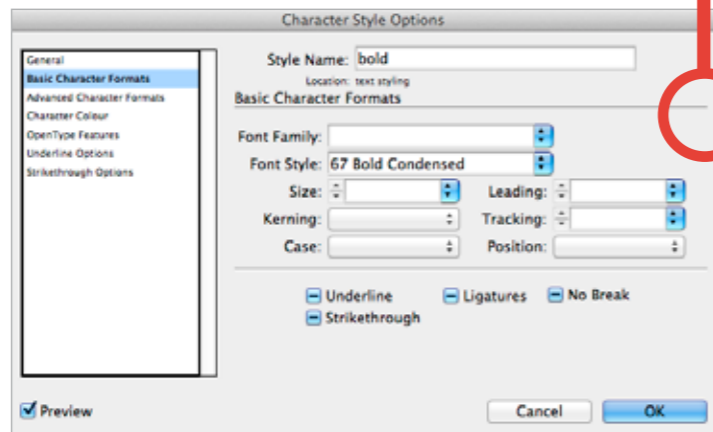 Character Style Options
General
Basic Character Formats
Advanced Character Formats
Character Colour
OpenType Features
Underline Options
Strikethrough Options
Style Name: bold
Location: text styling
Basic Character Formats
Font Family:
Font Style: 67 Bold Condensed
Size: Leading:
Kerning: Tracking:
Case: Position:
Underline Ligatures No Break
Strikethrough
Preview Cancel OK